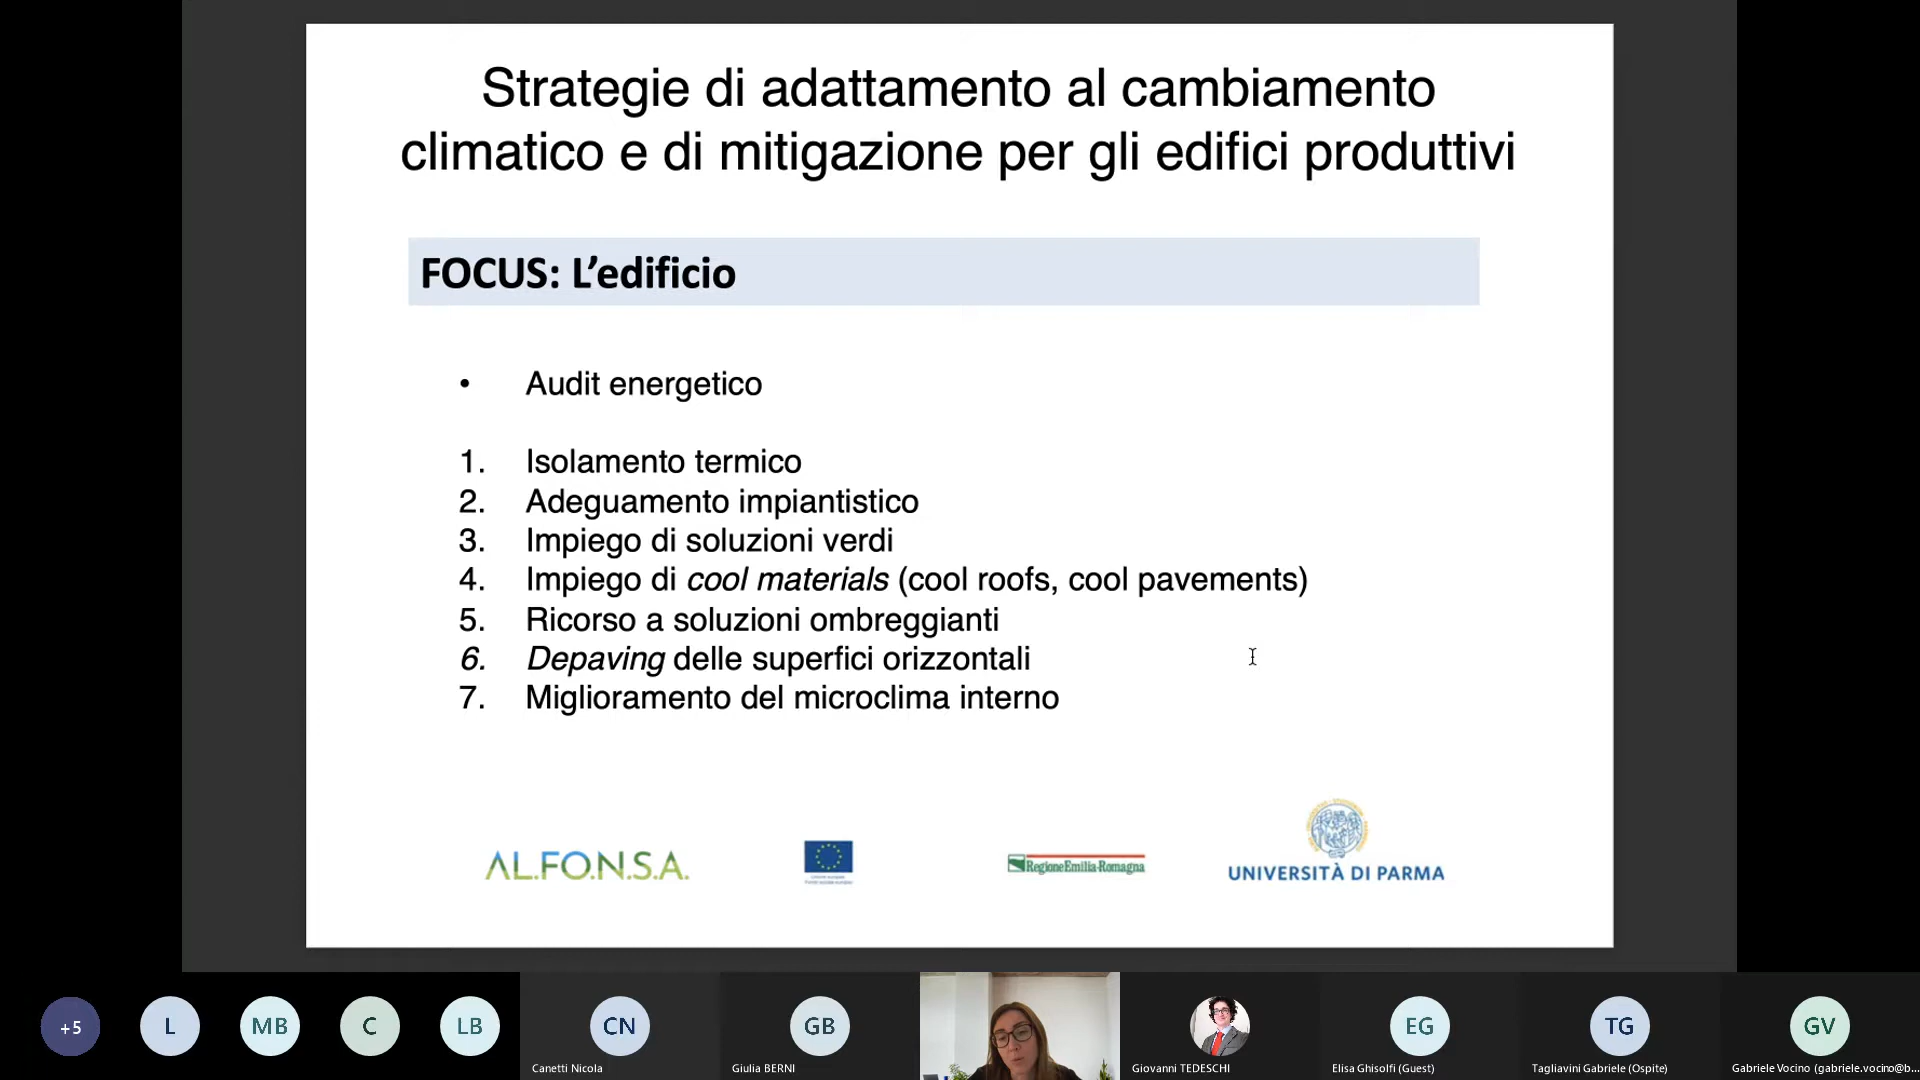 Strategie di adattamento al cambiamento
climatico e di mitigazione per gli edifici produttivi
FOCUS: L'edificio
• Audit energetico
1. Isolamento termico
2. Adeguamento impiantistico
3. Impiego di soluzioni verdi
4. Impiego di cool materials (cool roofs, cool pavements)
5. Ricorso a soluzioni ombreggianti
6. Depaving delle superfici orizzontali
7. Miglioramento del microclima interno
AL.FO.N.S.A.
RegioneEmilia-Romagna
UNIVERSITÀ DI PARMA
+5
L
MB
C
LB
CN
GB
EG
TG
GV
Canetti Nicola
Giulia BERNI
Giovanni TEDESCHI
Elisa Ghisolfi (Guest)
Tagliavini Gabriele (Ospite)
Gabriele Vocino (gabriele.vocino@b...